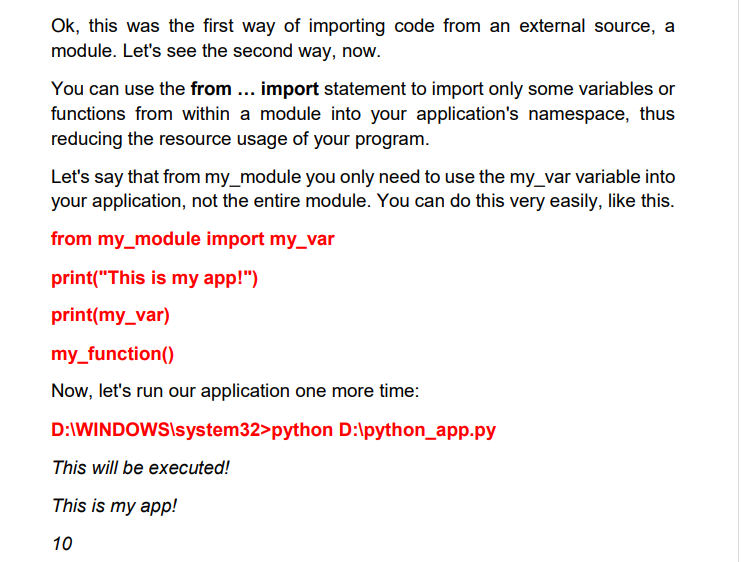 Ok, this was the first way of importing code from an external source, a
module. Let's see the second way, now.
You can use the from … import statement to import only some variables or
functions from within a module into your application's namespace, thus
reducing the resource usage of your program.
Let's say that from my_module you only need to use the my_var variable into
your application, not the entire module. You can do this very easily, like this.
from my_module import my_var
print("This is my app!")
print(my_var)
my_function()
Now, let's run our application one more time:
D:\WINDOWS\system32>python D:\python_app.py
This will be executed!
This is my app!
10